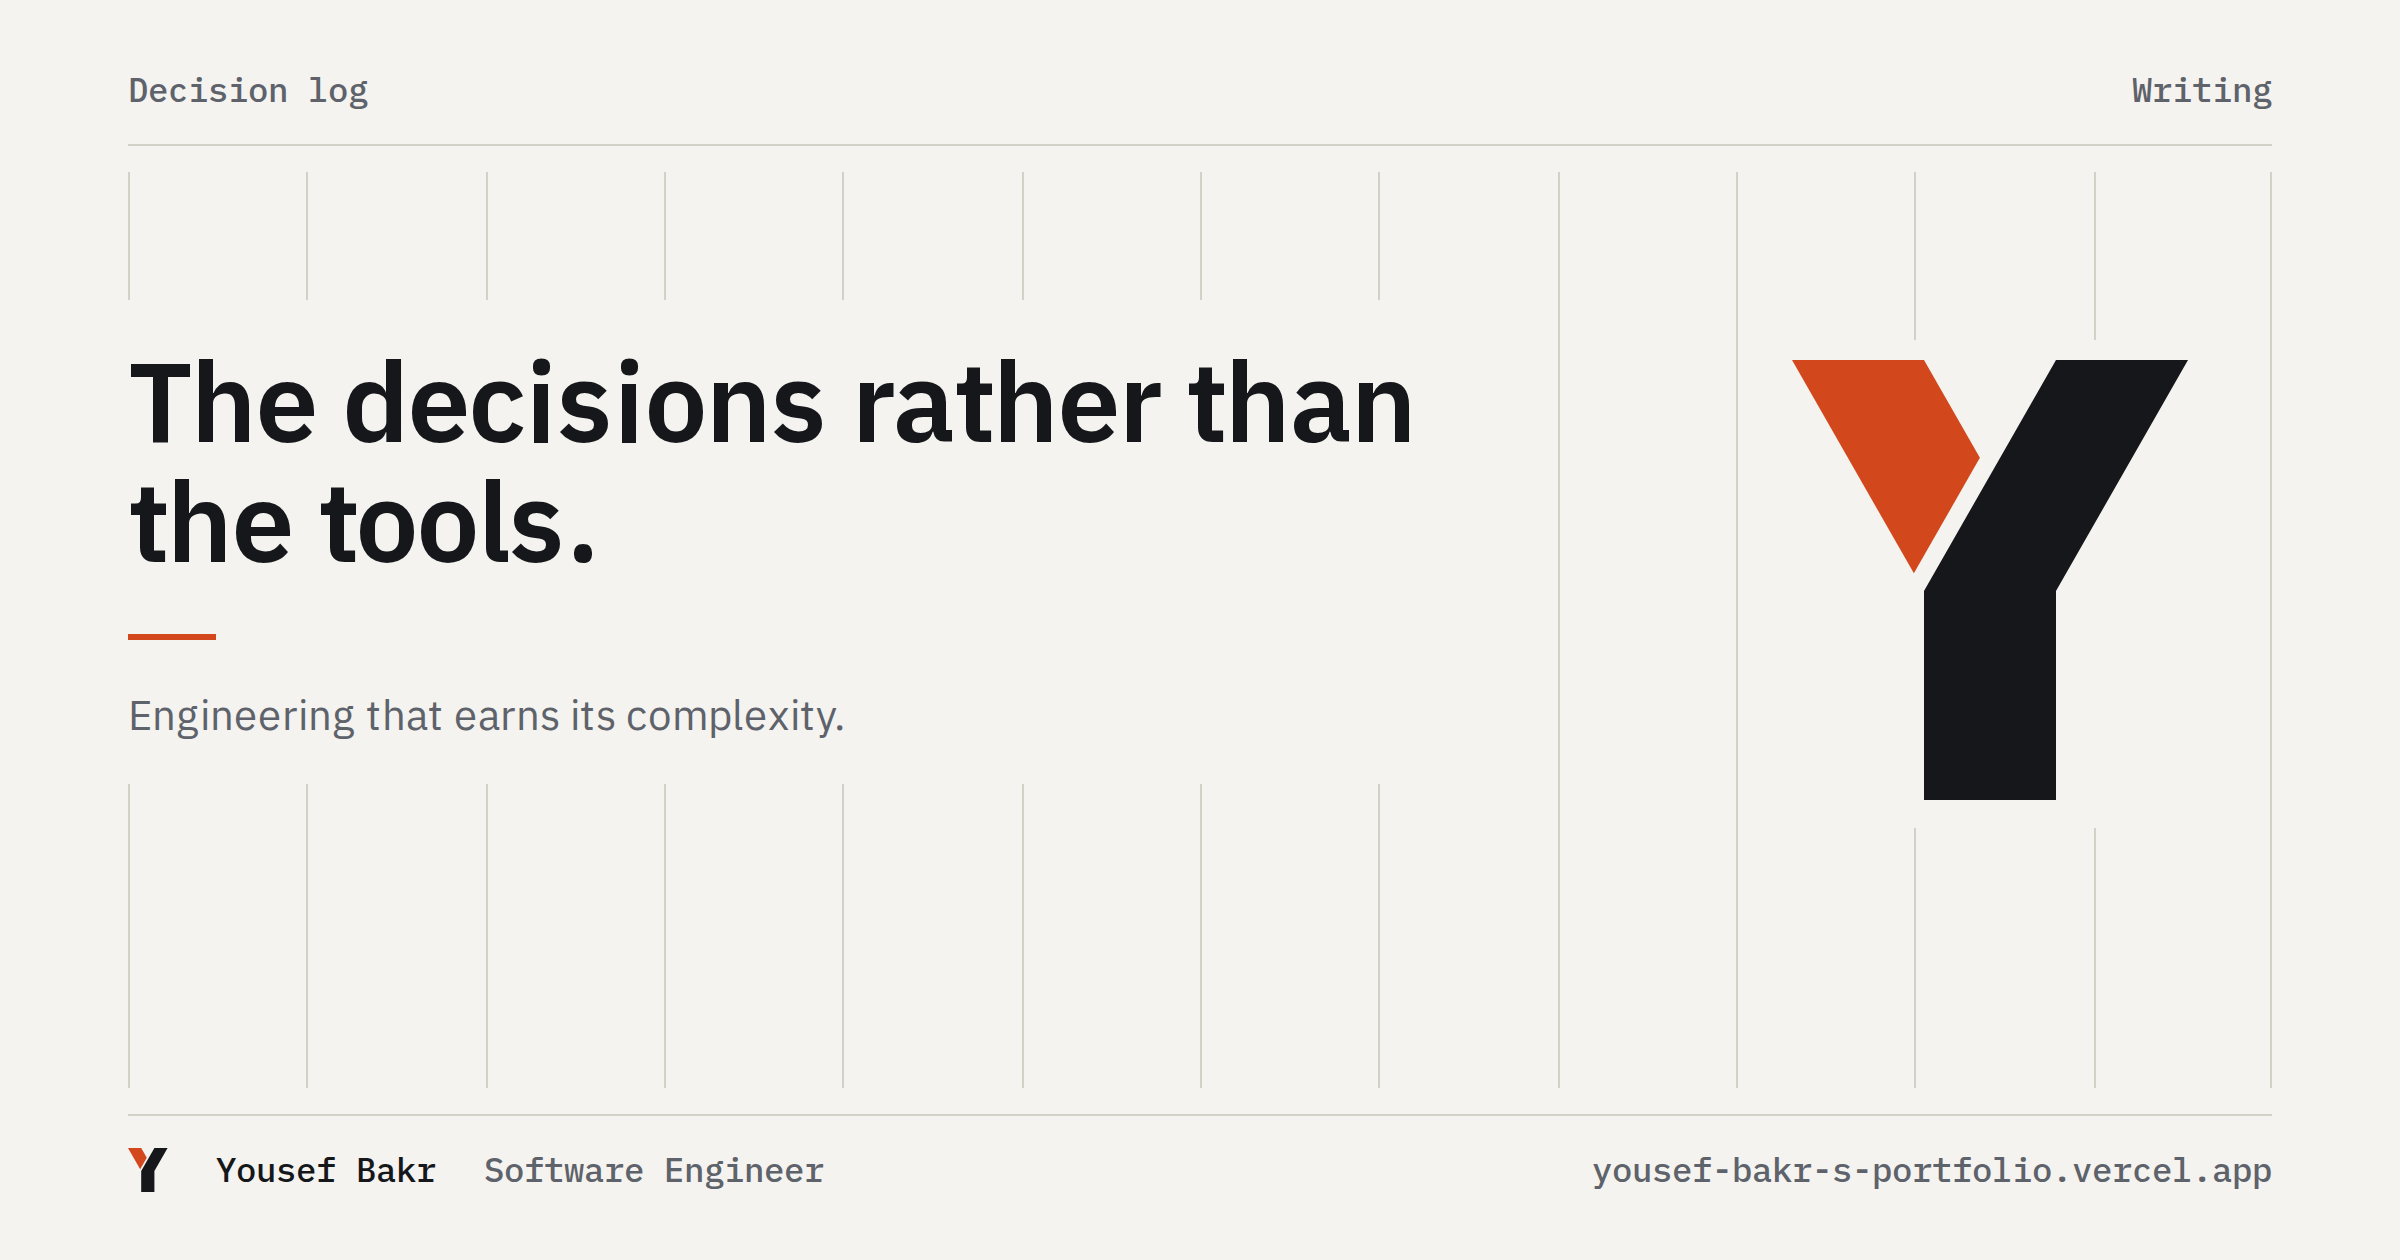 Decision log
Writing
The decisions rather than
the tools.
Engineering that earns its complexity.
Yousef Bakr
Software Engineer
yousef-bakr-s-portfolio.vercel.app